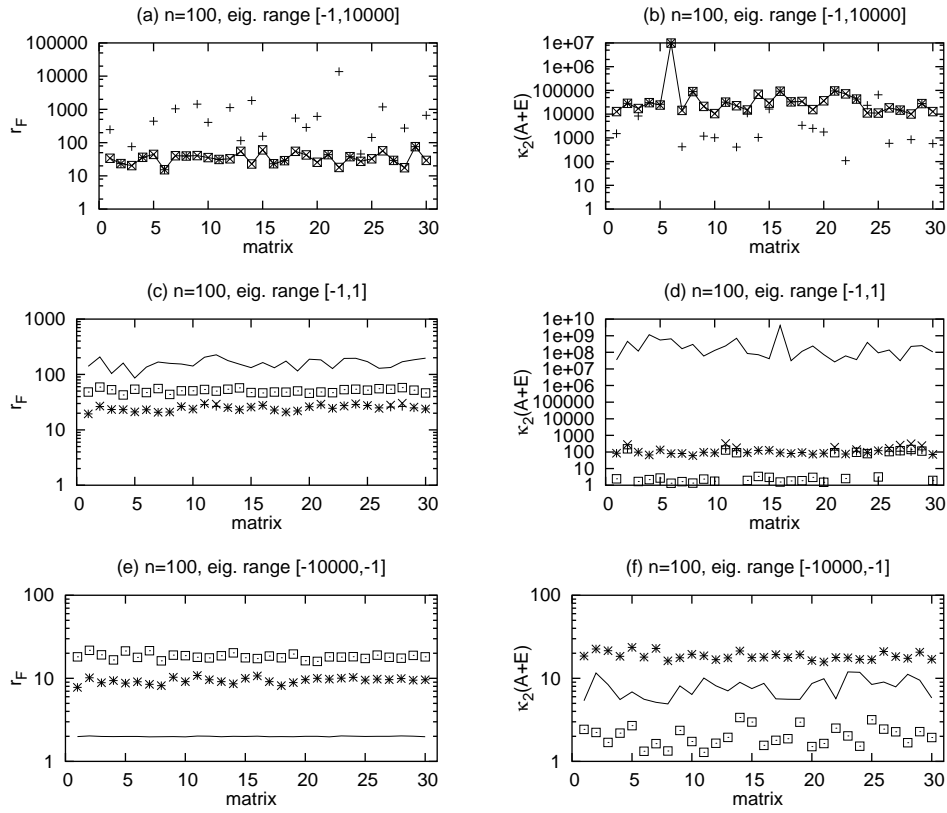 (a) n=100, eig. range [-1,10000]
100000
10000
1000
100
10
1
r_F
0 5 10 15 20 25 30
matrix
(b) n=100, eig. range [-1,10000]
1e+07
1e+06
100000
10000
1000
100
10
1
κ₂(A+E)
0 5 10 15 20 25 30
matrix
(c) n=100, eig. range [-1,1]
1000
100
10
1
r_F
0 5 10 15 20 25 30
matrix
(d) n=100, eig. range [-1,1]
1e+10
1e+09
1e+08
1e+07
1e+06
100000
10000
1000
100
10
1
κ₂(A+E)
0 5 10 15 20 25 30
matrix
(e) n=100, eig. range [-10000,-1]
100
10
1
r_F
0 5 10 15 20 25 30
matrix
(f) n=100, eig. range [-10000,-1]
100
10
1
κ₂(A+E)
0 5 10 15 20 25 30
matrix